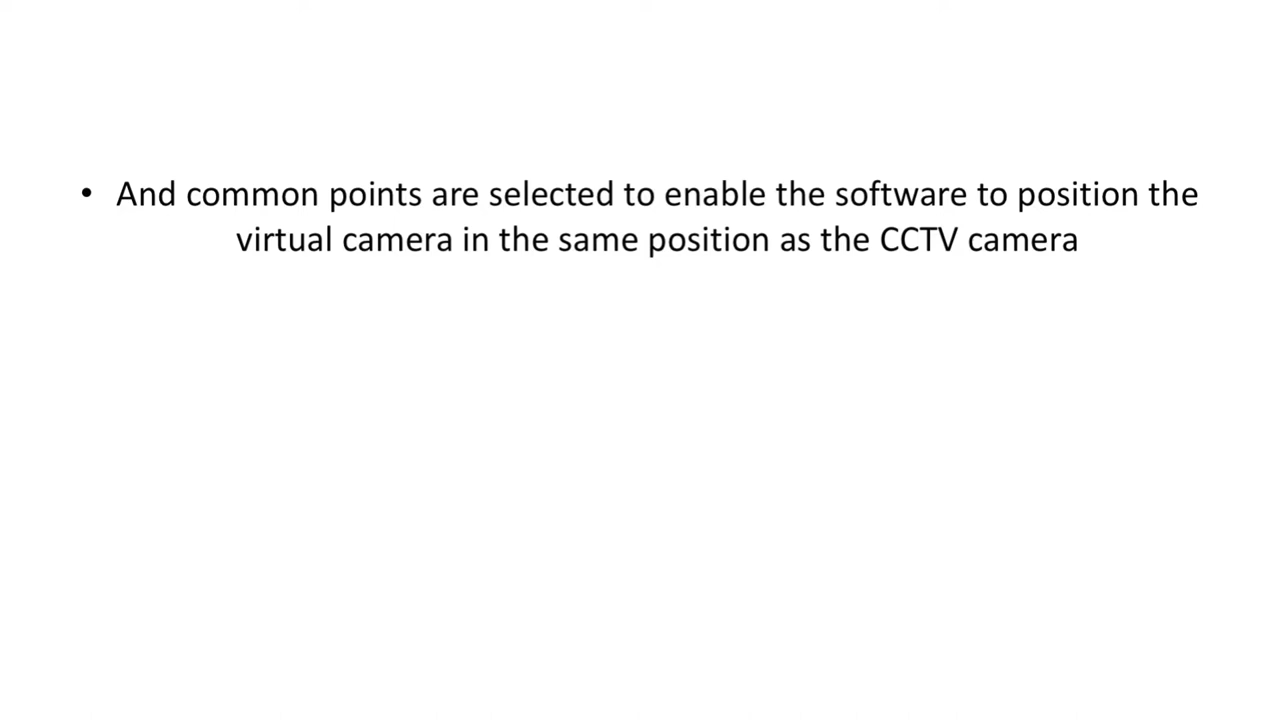 • And common points are selected to enable the software to position the
virtual camera in the same position as the CCTV camera